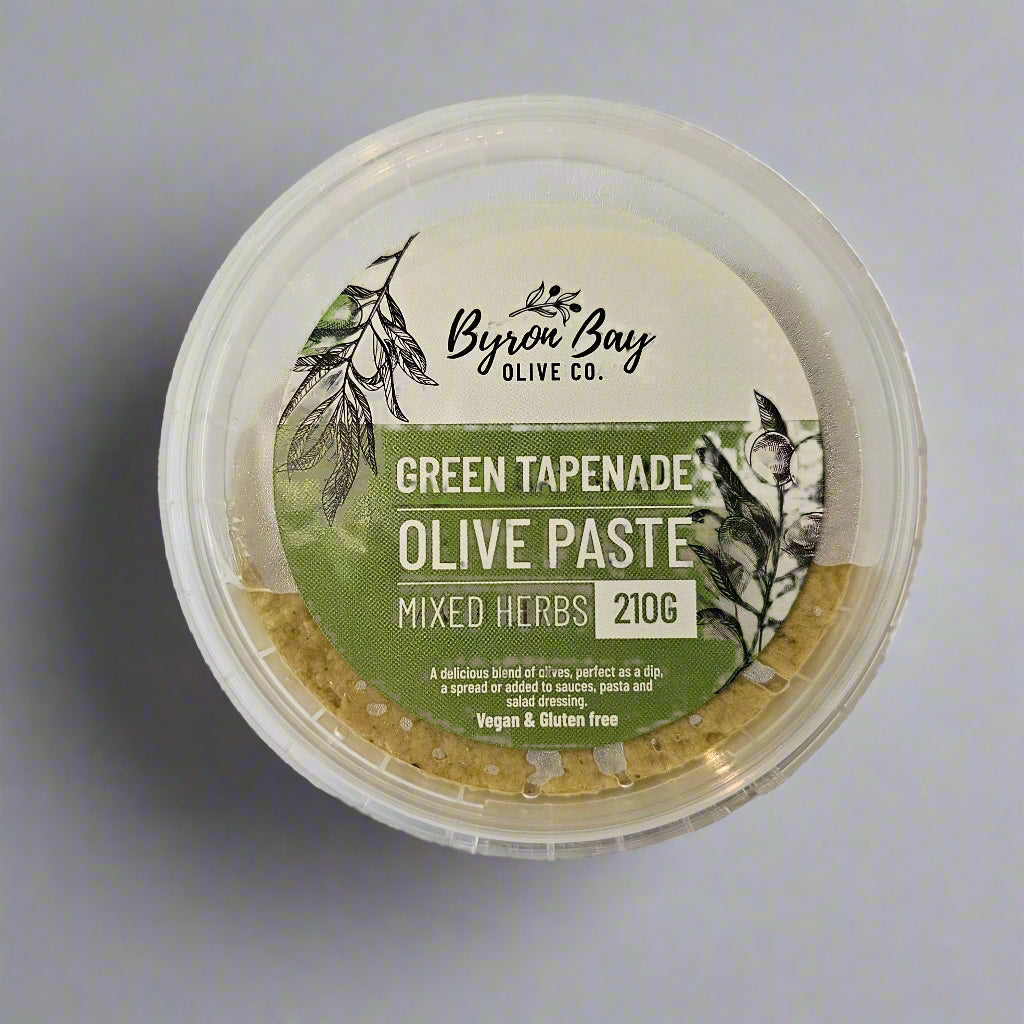 Byron Bay
OLIVE CO.
GREEN TAPENADE
OLIVE PASTE
MIXED HERBS 210G
A delicious blend of olives, perfect as a dip,
a spread or added to sauces, pasta and
salad dressing.
Vegan & Gluten free